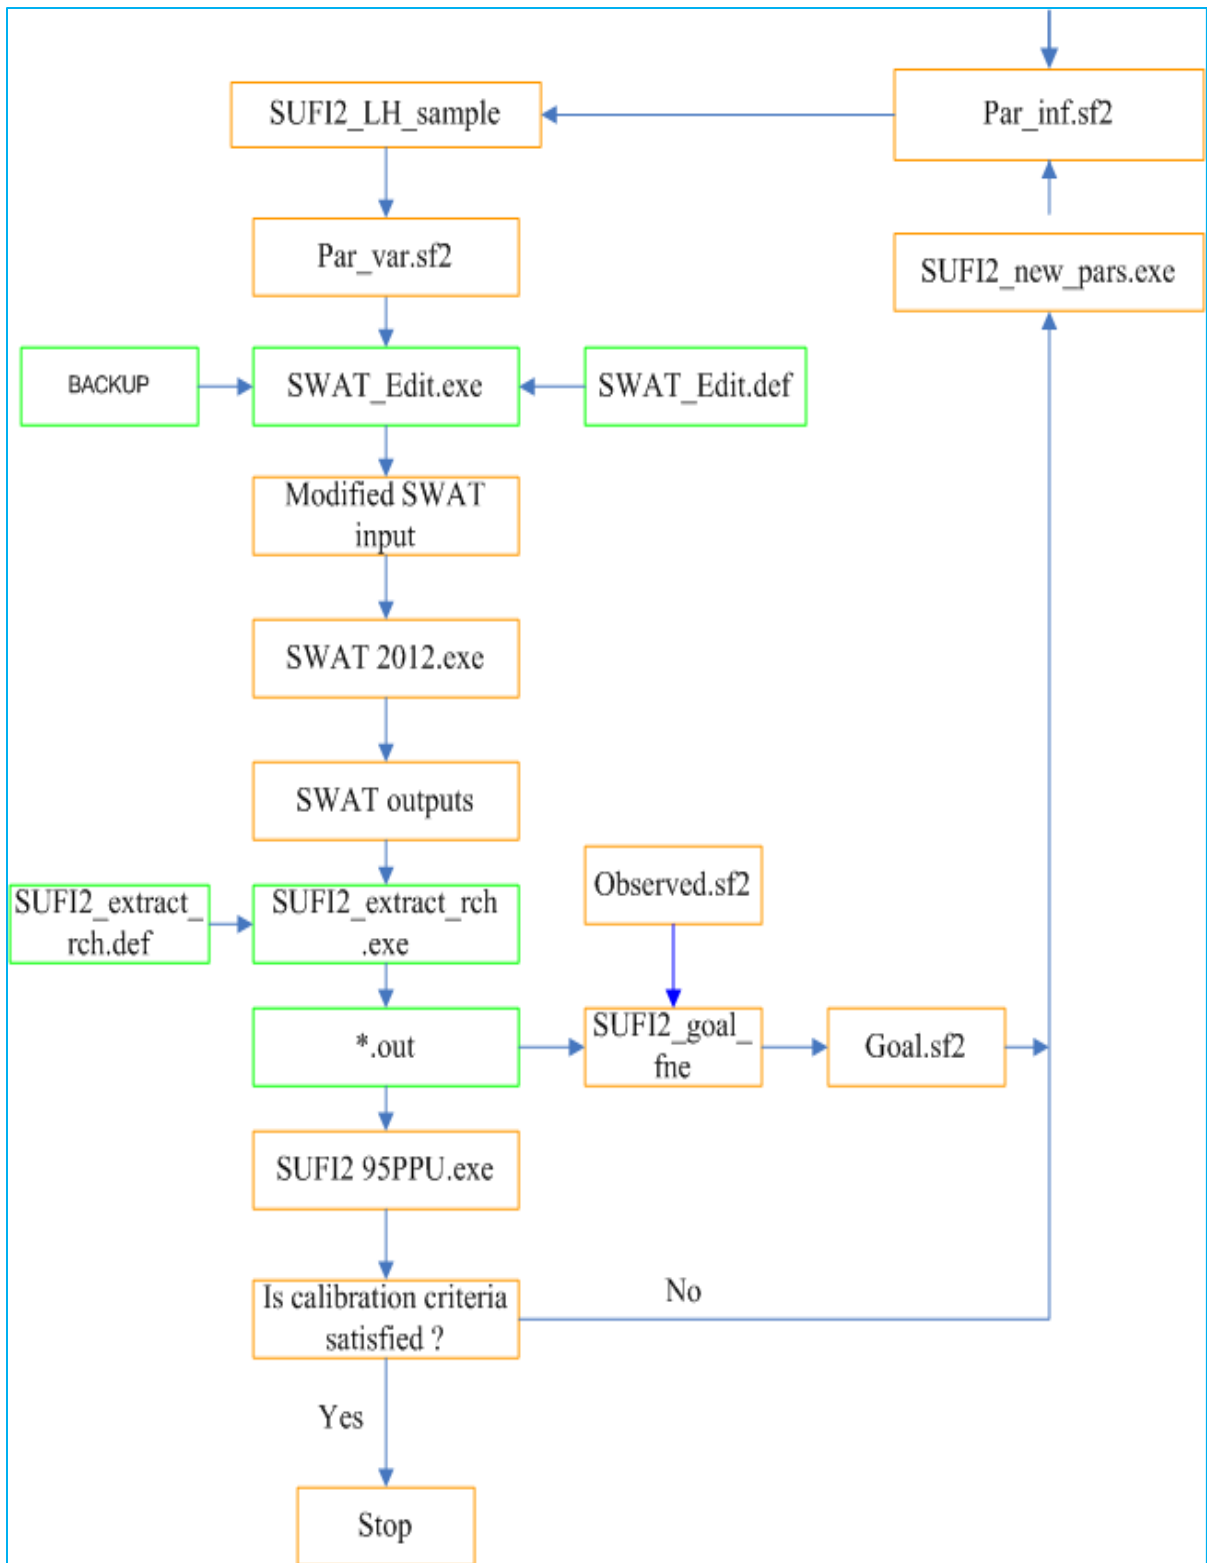 SUFI2_LH_sample
Par_inf.sf2
Par_var.sf2
SUFI2_new_pars.exe
BACKUP
SWAT_Edit.exe
SWAT_Edit.def
Modified SWAT
input
SWAT 2012.exe
SWAT outputs
Observed.sf2
SUFI2_extract_
rch.def
SUFI2_extract_rch
.exe
*.out
SUFI2_goal_
fne
Goal.sf2
SUFI2 95PPU.exe
Is calibration criteria
satisfied ?
No
Yes
Stop